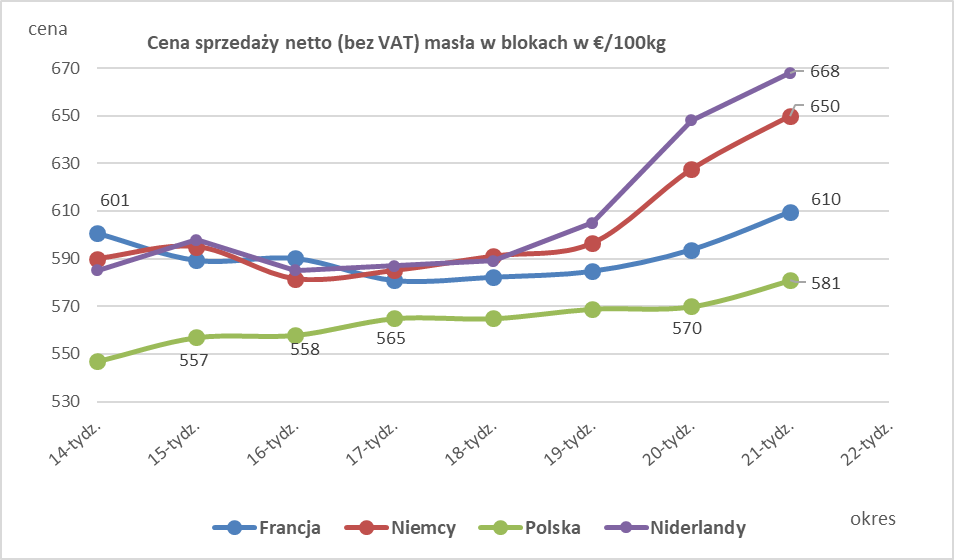 cena
Cena sprzedaży netto (bez VAT) masła w blokach w €/100kg
670
650
630
610
590
570
550
530
601
557
558
565
570
668
650
610
581
14-tydz.
15-tydz.
16-tydz.
17-tydz.
18-tydz.
19-tydz.
20-tydz.
21-tydz.
22-tydz.
okres
Francja Niemcy Polska Niderlandy